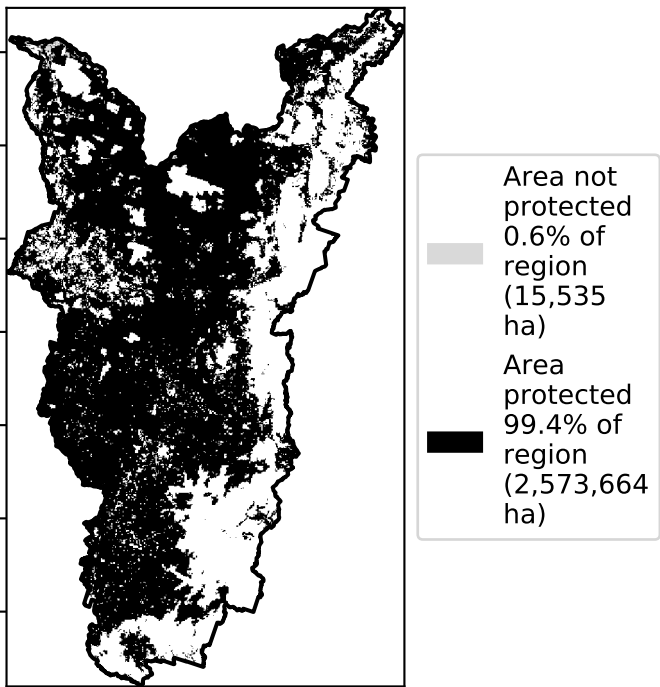 Area not
protected
0.6% of
region
(15,535
ha)
Area
protected
99.4% of
region
(2,573,664
ha)